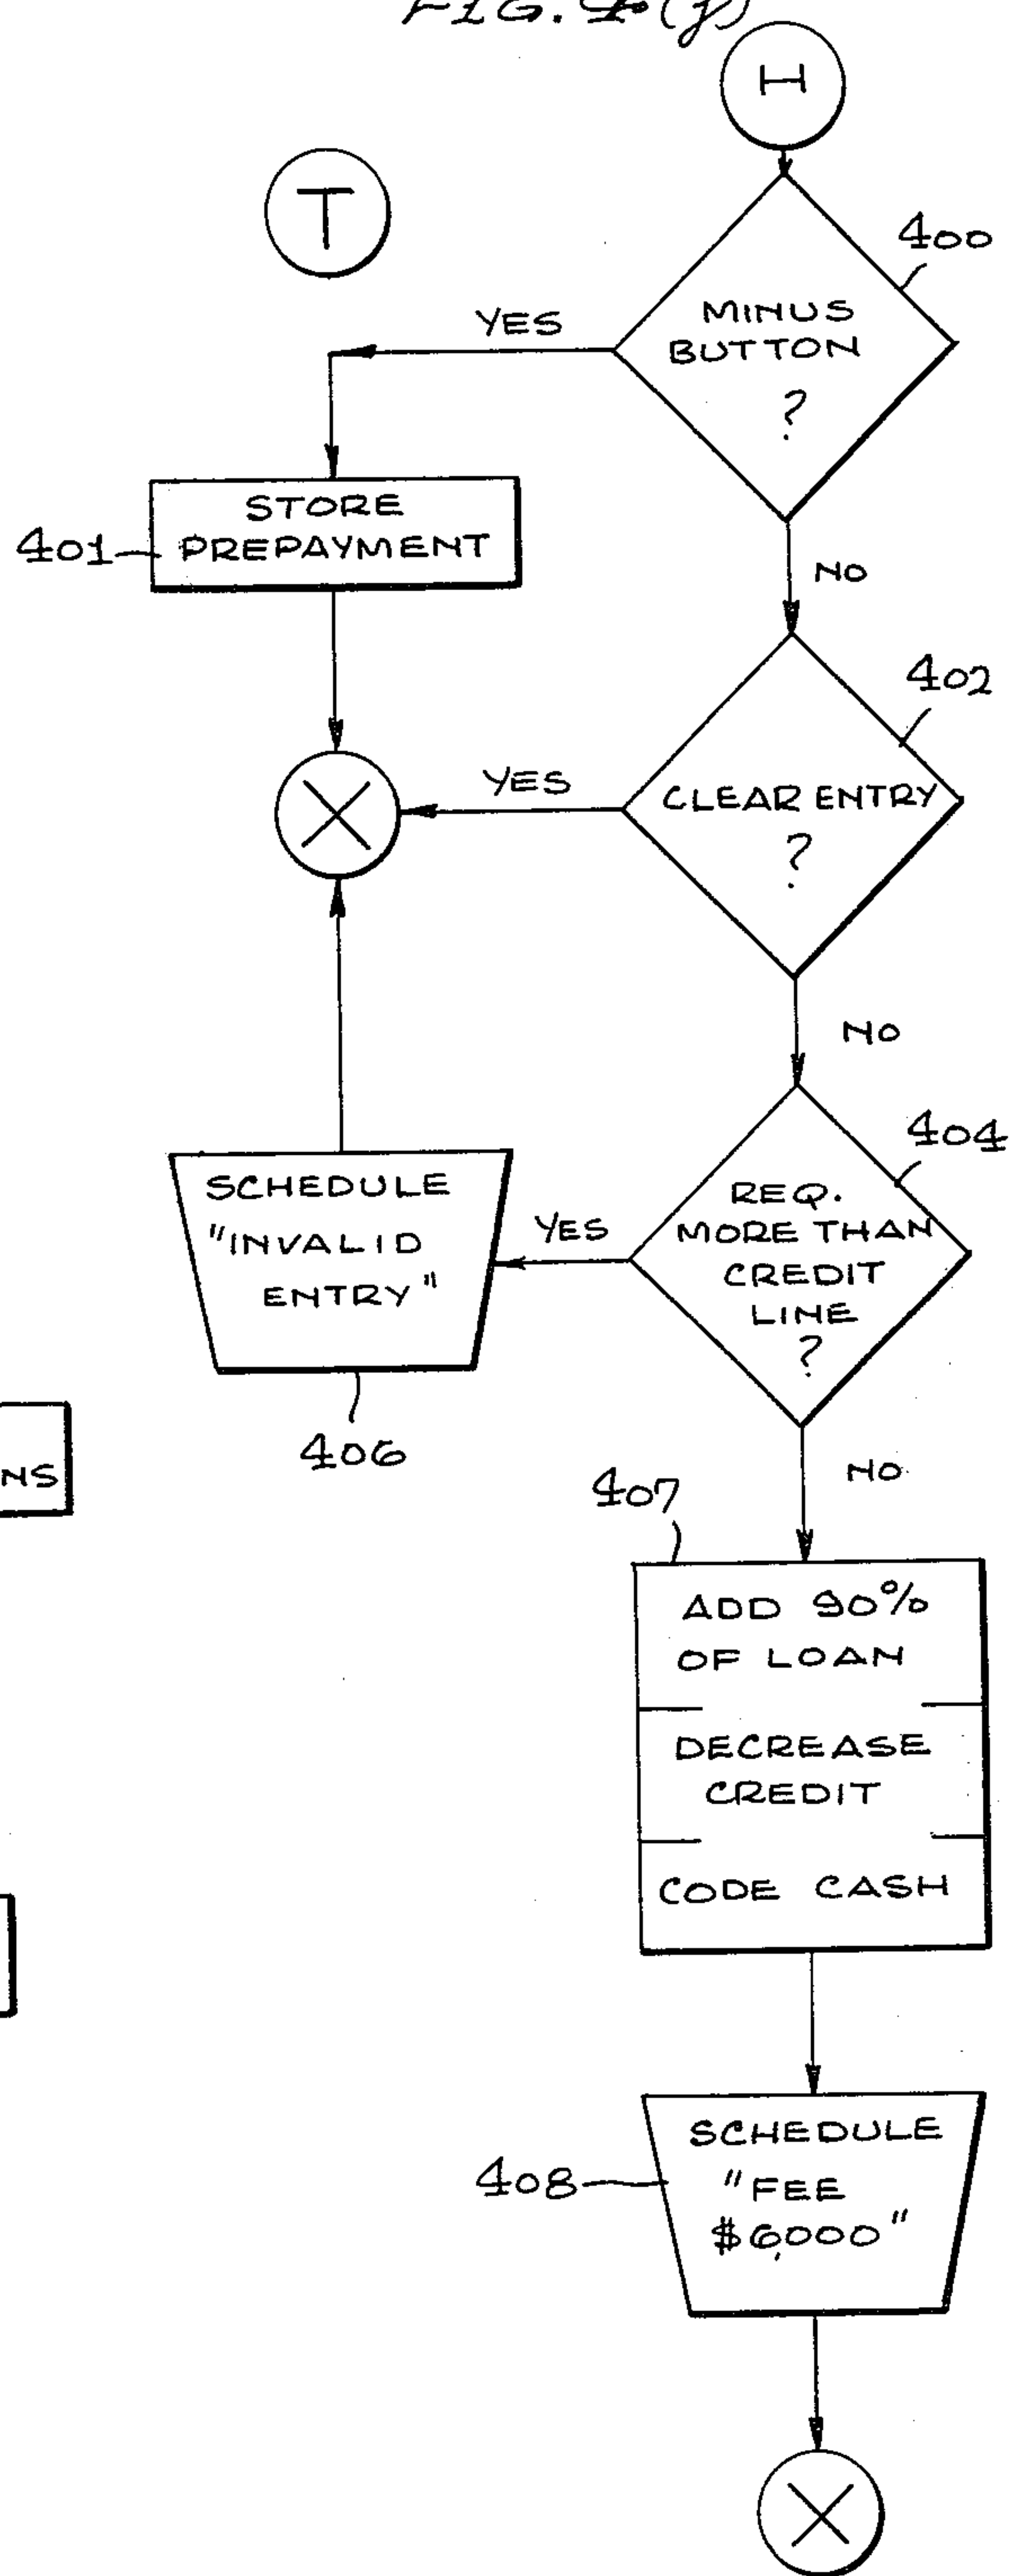 FIG. 4(j)
H
T
400
MINUS
BUTTON
?
YES
STORE
PREPAYMENT
401
NO
402
CLEAR ENTRY
?
YES
X
NO
404
REQ.
MORE THAN
CREDIT
LINE
?
YES
SCHEDULE
"INVALID
ENTRY"
406
NS
NO
407
ADD 90%
OF LOAN
DECREASE
CREDIT
CODE CASH
408
SCHEDULE
"FEE
$6,000"
X